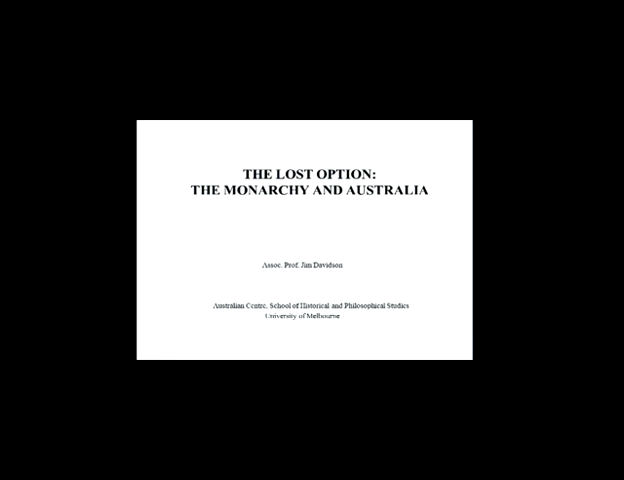 THE LOST OPTION:
THE MONARCHY AND AUSTRALIA
Assoc. Prof. Jim Davidson
Australian Centre, School of Historical and Philosophical Studies
University of Melbourne